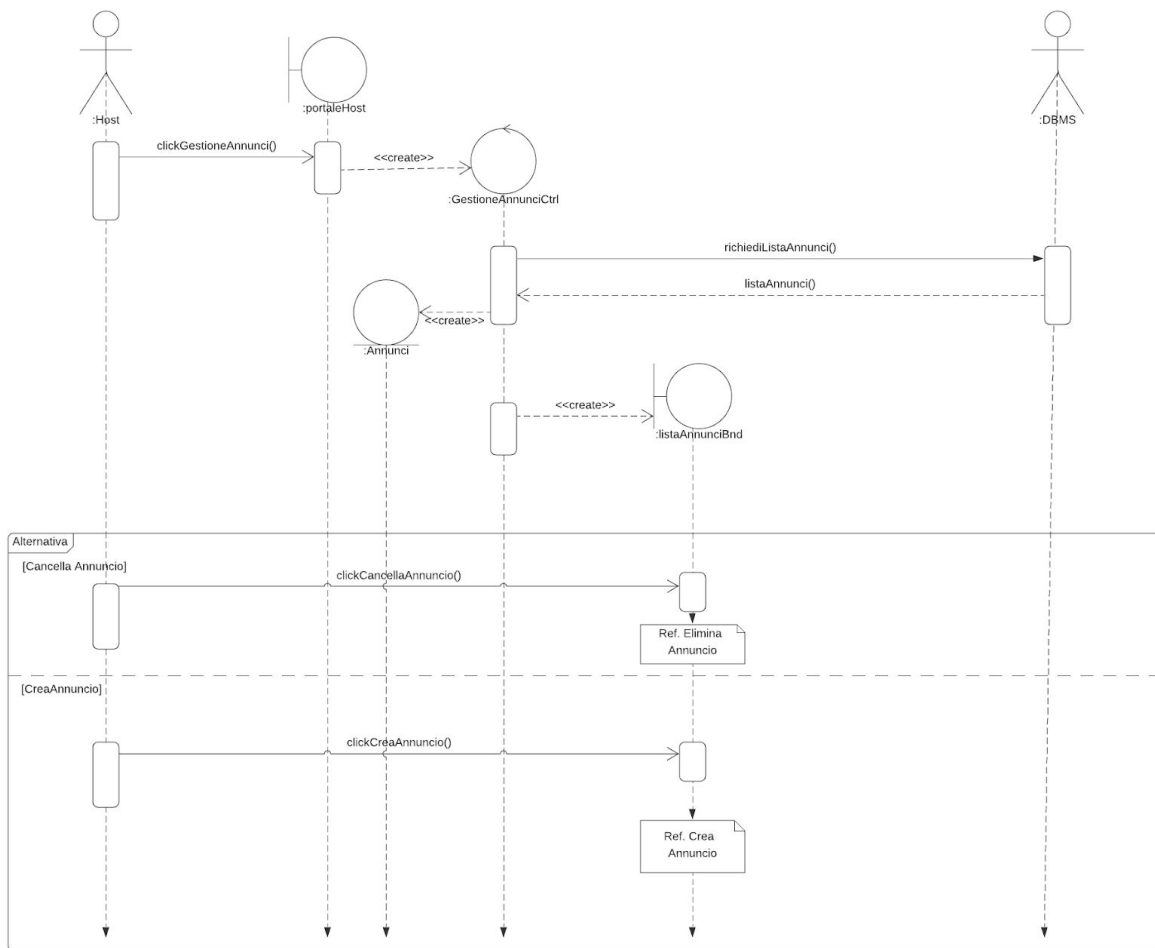 :Host
:portaleHost
:DBMS
clickGestioneAnnunci()
<<create>>
:GestioneAnnunciCtrl
richiediListaAnnunci()
listaAnnunci()
<<create>>
:Annunci
<<create>>
:listaAnnunciBnd
Alternativa
[Cancella Annuncio]
clickCancellaAnnuncio()
Ref. Elimina
Annuncio
[CreaAnnuncio]
clickCreaAnnuncio()
Ref. Crea
Annuncio